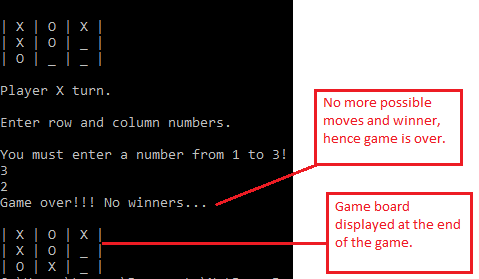 | X | O | X |
| X | O | _ |
| O | _ | _ |
Player X turn.
Enter row and column numbers.
You must enter a number from 1 to 3!
3
2
Game over!!! No winners...
| X | O | X |
| X | O | _ |
| O | X | _ |
No more possible
moves and winner,
hence game is over.
Game board
displayed at the end
of the game.